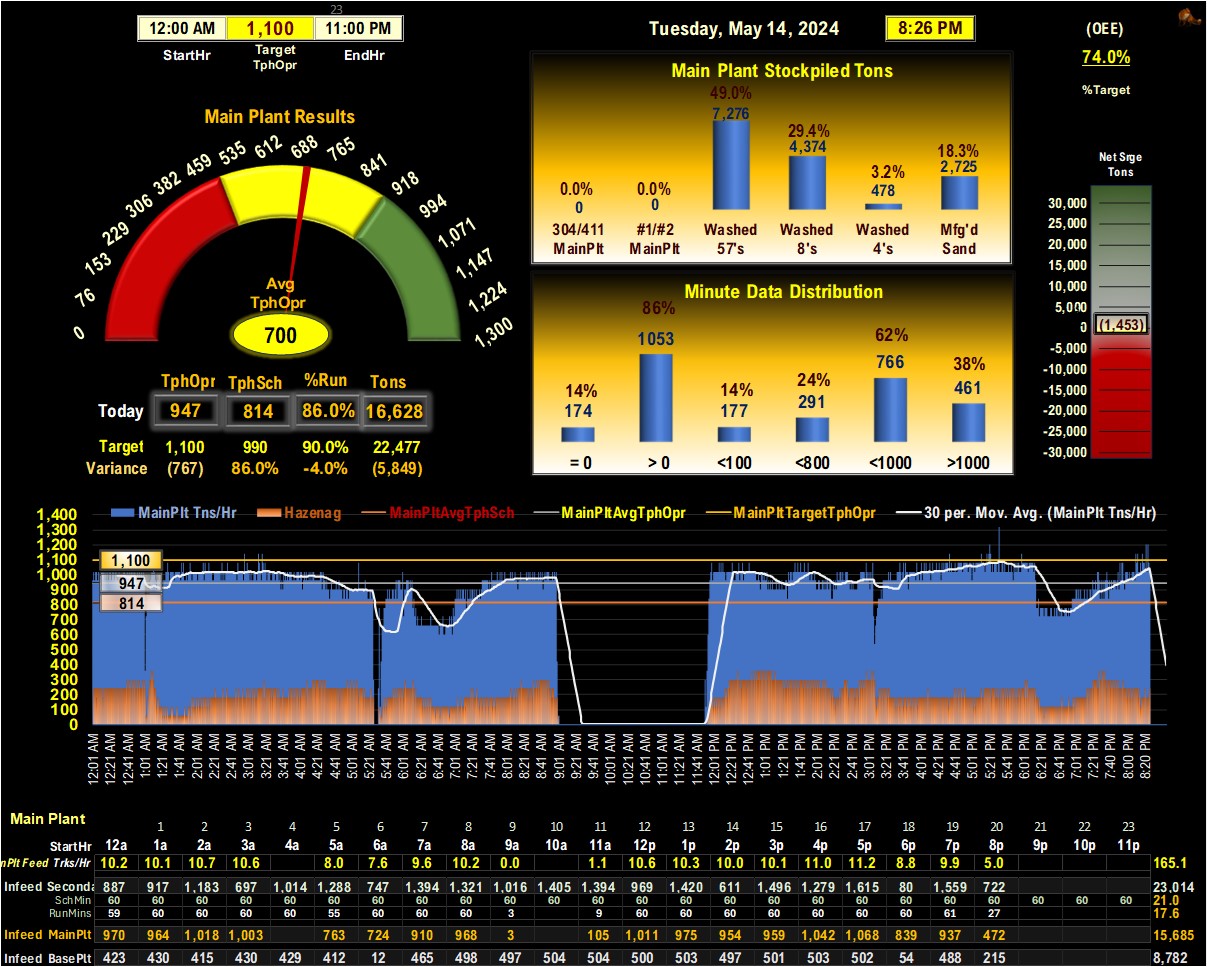 23
12:00 AM 1,100 11:00 PM
StartHr Target TphOpr EndHr
Tuesday, May 14, 2024 8:26 PM
(OEE)
74.0%
%Target
Main Plant Results
0 76 153 229 306 382 459 535 612 688 765 841 918 994 1,071 1,147 1,224 1,300
Avg
TphOpr
700
TphOpr TphSch %Run Tons
Today 947 814 86.0% 16,628
Target 1,100 990 90.0% 22,477
Variance (767) 86.0% -4.0% (5,849)
Main Plant Stockpiled Tons
0.0% 0.0% 49.0% 29.4% 3.2% 18.3%
0 0 7,276 4,374 478 2,725
304/411 #1/#2 Washed Washed Washed Mfg'd
MainPlt MainPlt 57's 8's 4's Sand
Minute Data Distribution
14% 86% 14% 24% 62% 38%
174 1053 177 291 766 461
= 0 > 0 <100 <800 <1000 >1000
Net Srge
Tons
30,000
25,000
20,000
15,000
10,000
5,000
0
(1,453)
-5,000
-10,000
-15,000
-20,000
-25,000
-30,000
MainPlt Tns/Hr Hazenag MainPltAvgTphSch MainPltAvgTphOpr MainPltTargetTphOpr 30 per. Mov. Avg. (MainPlt Tns/Hr)
1,400
1,300
1,200
1,100
1,000
900
800
700
600
500
400
300
200
100
0
1,100
947
814
12:01 AM 12:21 AM 12:41 AM 1:01 AM 1:21 AM 1:41 AM 2:01 AM 2:21 AM 2:41 AM 3:01 AM 3:21 AM 3:41 AM 4:01 AM 4:21 AM 4:41 AM 5:01 AM 5:21 AM 5:41 AM 6:01 AM 6:21 AM 6:41 AM 7:01 AM 7:21 AM 7:41 AM 8:01 AM 8:21 AM 8:41 AM 9:01 AM 9:21 AM 9:41 AM 10:01 AM 10:21 AM 10:41 AM 11:01 AM 11:21 AM 11:41 AM 12:01 PM 12:21 PM 12:41 PM 1:01 PM 1:21 PM 1:41 PM 2:01 PM 2:21 PM 2:41 PM 3:01 PM 3:21 PM 3:41 PM 4:01 PM 4:21 PM 4:41 PM 5:01 PM 5:21 PM 5:41 PM 6:01 PM 6:21 PM 6:41 PM 7:01 PM 7:21 PM 7:40 PM 8:00 PM 8:20 PM
Main Plant
1 2 3 4 5 6 7 8 9 10 11 12 13 14 15 16 17 18 19 20 21 22 23
StartHr 12a 1a 2a 3a 4a 5a 6a 7a 8a 9a 10a 11a 12p 1p 2p 3p 4p 5p 6p 7p 8p 9p 10p 11p
nPlt Feed Trks/Hr 10.2 10.1 10.7 10.6 8.0 7.6 9.6 10.2 0.0 1.1 10.6 10.3 10.0 10.1 11.0 11.2 8.8 9.9 5.0 165.1
Infeed Seconda 887 917 1,183 697 1,014 1,288 747 1,394 1,321 1,016 1,405 1,394 969 1,420 611 1,496 1,279 1,615 80 1,559 722 23,014
SchMin 60 60 60 60 60 60 60 60 60 60 60 60 60 60 60 60 60 60 60 60 60 60 60 60 21.0
RunMins 59 60 60 60 55 60 60 60 3 9 60 60 60 60 60 60 60 61 27 17.6
Infeed MainPlt 970 964 1,018 1,003 763 724 910 968 3 105 1,011 975 954 959 1,042 1,068 839 937 472 15,685
Infeed BasePlt 423 430 415 430 429 412 12 465 498 497 504 504 500 503 497 501 503 502 54 488 215 8,782